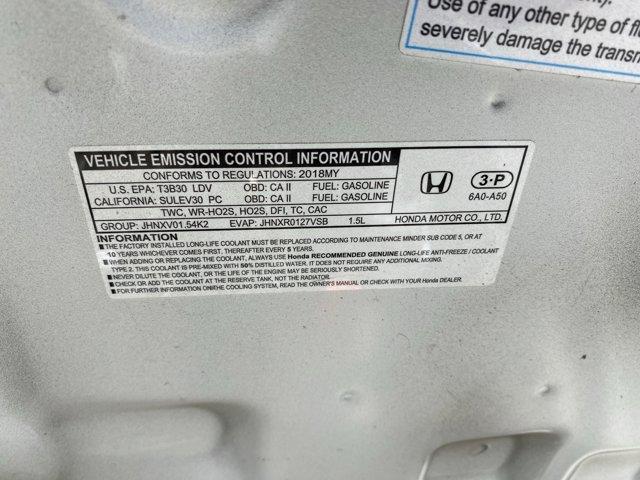 Use of any other type of
severely damage the transm
VEHICLE EMISSION CONTROL INFORMATION
CONFORMS TO REGULATIONS: 2018MY
U.S. EPA: T3B30 LDV OBD: CA II FUEL: GASOLINE
CALIFORNIA: SULEV30 PC OBD: CA II FUEL: GASOLINE
TWC, WR-HO2S, HO2S, DFI, TC, CAC
GROUP: JHNXV01.54K2 EVAP: JHNXR0127VSB 1.5L
3·P
6A0-A50
HONDA MOTOR CO., LTD.
INFORMATION
■THE FACTORY INSTALLED LONG-LIFE COOLANT SHOULD BE REPLACED ACCORDING TO MAINTENANCE MINDER SUB CODE 5, OR AT
10 YEARS WHICHEVER COMES FIRST. THEREAFTER EVERY 5 YEARS.
■WHEN ADDING OR REPLACING COOLANT, ALWAYS USE Honda RECOMMENDED GENUINE LONG-LIFE ANTI-FREEZE / COOLANT
TYPE 2. THIS COOLANT IS PRE-MIXED WITH 50% DISTILLED WATER. IT DOES NOT REQUIRE ANY ADDITIONAL MIXING.
■NEVER DILUTE THE COOLANT, OR THE LIFE OF THE ENGINE MAY BE SERIOUSLY SHORTENED.
■CHECK OR ADD THE COOLANT AT THE RESERVE TANK, NOT THE RADIATOR.
■FOR FURTHER INFORMATION ON THE COOLING SYSTEM, READ THE OWNER'S MANUAL OR CHECK WITH YOUR Honda DEALER.